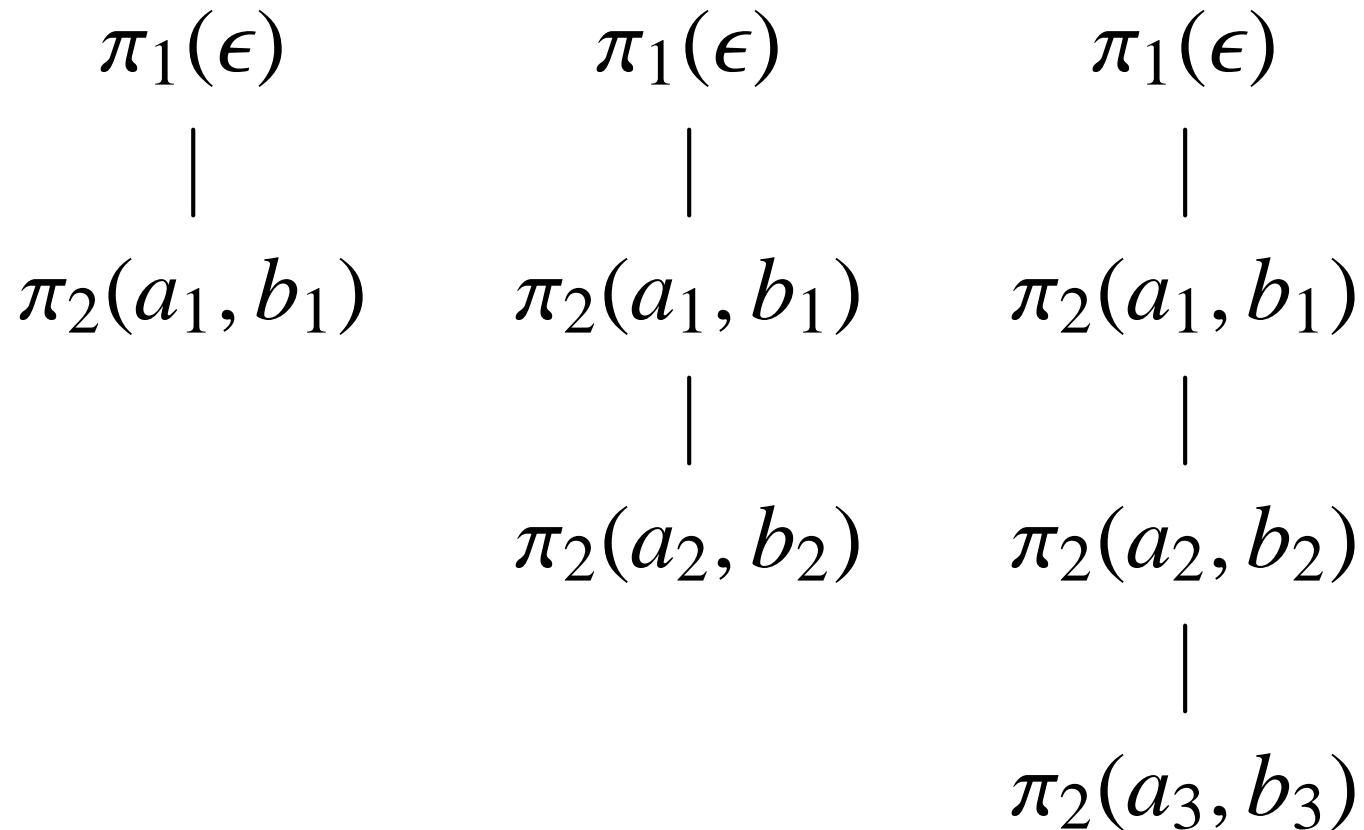 π₁(ϵ) π₁(ϵ) π₁(ϵ)
π₂(a₁, b₁) π₂(a₁, b₁) π₂(a₁, b₁)
π₂(a₂, b₂) π₂(a₂, b₂)
π₂(a₃, b₃)